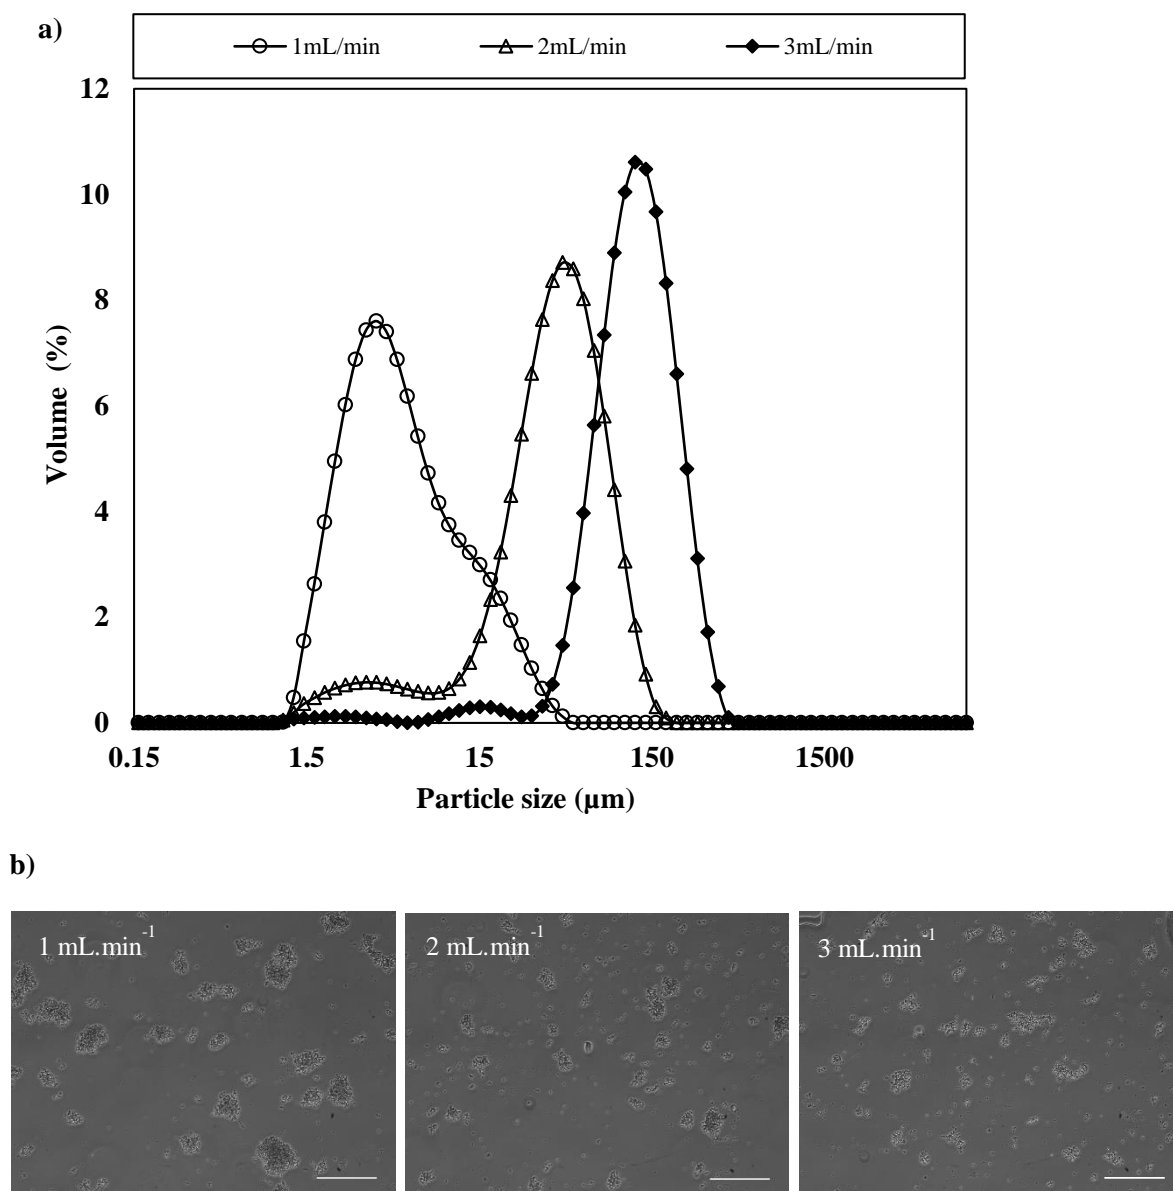 a)
1mL/min 2mL/min 3mL/min
12
10
8
6
4
2
0
Volume (%)
0.15 1.5 15 150 1500
Particle size (µm)
b)
1 mL.min-1 2 mL.min-1 3 mL.min-1